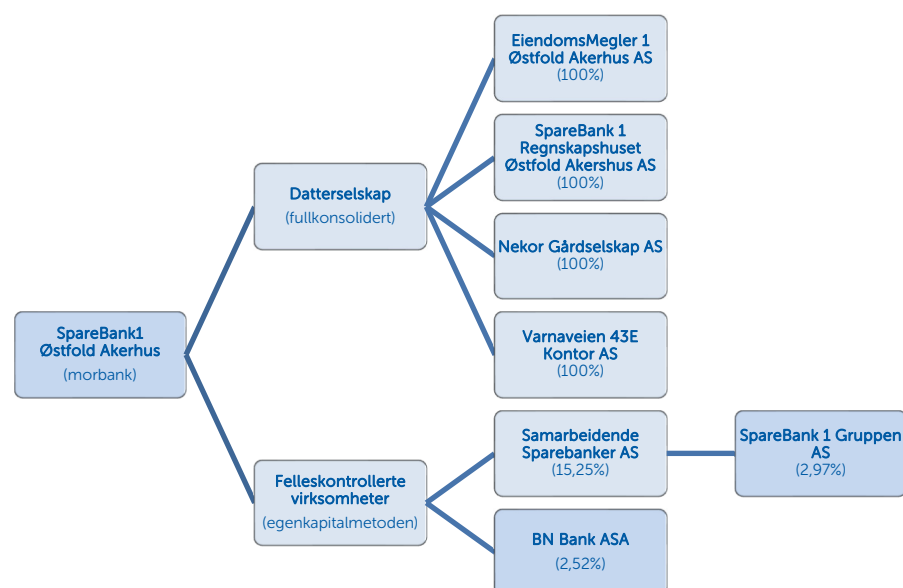 EiendomsMegler 1
Østfold Akerhus AS
(100%)
SpareBank 1
Regnskapshuset
Østfold Akershus AS
(100%)
Datterselskap
(fullkonsolidert)
Nekor Gårdselskap AS
(100%)
SpareBank1
Østfold Akerhus
(morbank)
Varnaveien 43E
Kontor AS
(100%)
Felleskontrollerte
virksomheter
(egenkapitalmetoden)
Samarbeidende
Sparebanker AS
(15,25%)
SpareBank 1 Gruppen
AS
(2,97%)
BN Bank ASA
(2,52%)